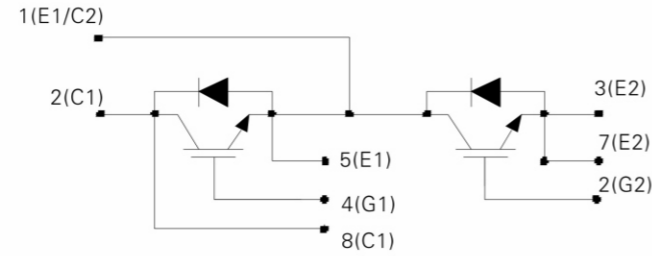 1(E1/C2)
2(C1)
3(E2)
5(E1)
7(E2)
4(G1)
2(G2)
8(C1)